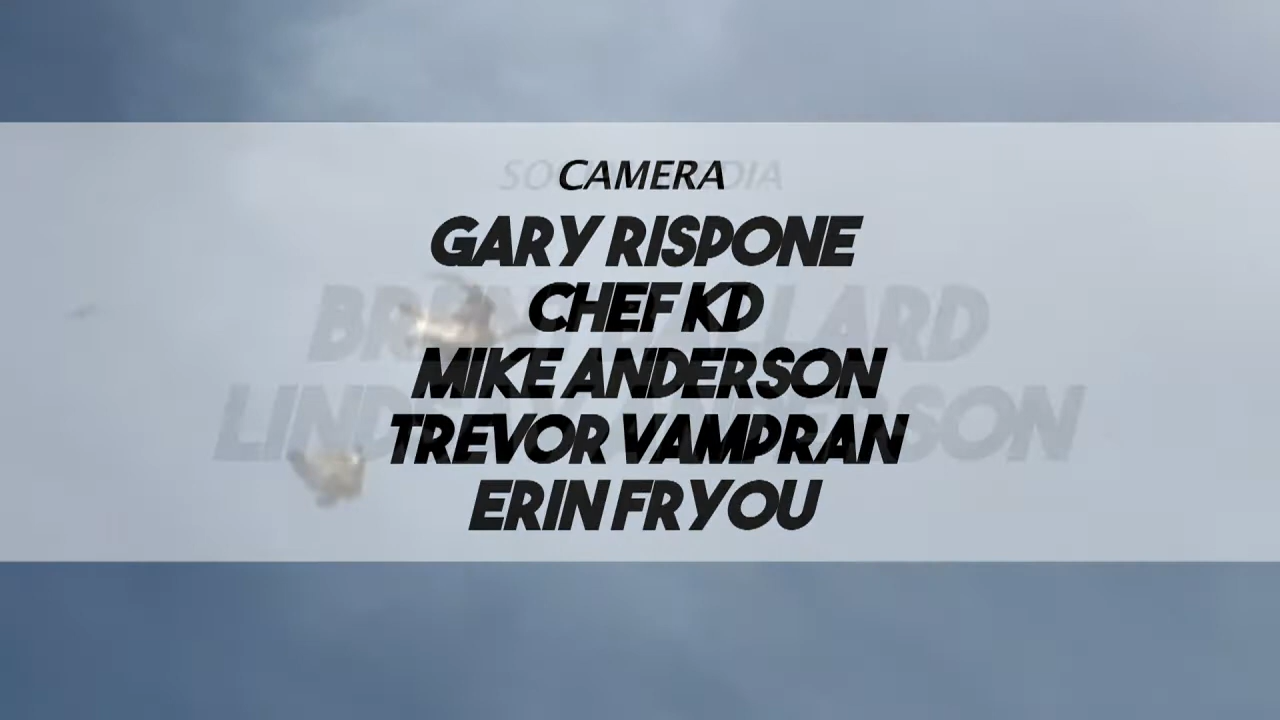 CAMERA
GARY RISPONE
CHEF KD
MIKE ANDERSON
TREVOR VAMPRAN
ERIN FRYOU